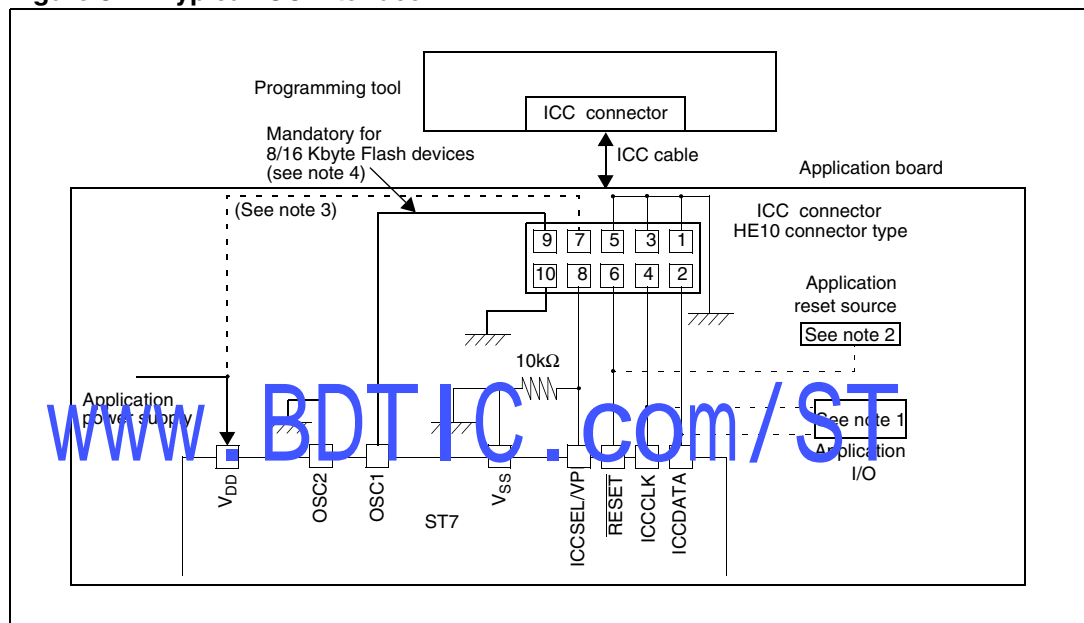 Programming tool
ICC connector
Mandatory for
8/16 Kbyte Flash devices
(see note 4)
ICC cable
Application board
(See note 3)
ICC connector
HE10 connector type
9 7 5 3 1
10 8 6 4 2
Application
reset source
See note 2
10kΩ
Application
power supply
See note 1
Application
I/O
www.BDTIC.com/ST
VDD
OSC2
OSC1
VSS
ICCSEL/VP
RESET
ICCCLK
ICCDATA
ST7